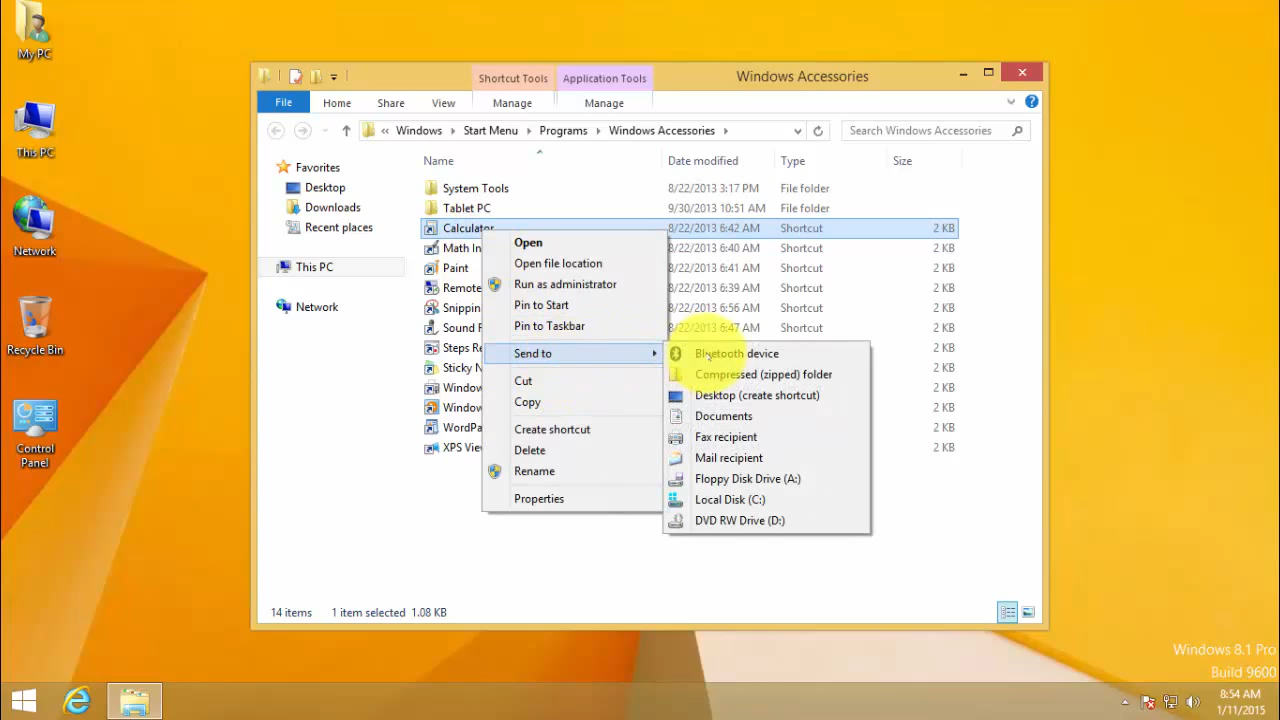 My PC
This PC
Network
Recycle Bin
Control
Panel
Shortcut Tools
Application Tools
Windows Accessories
File
Home
Share
View
Manage
Manage
« Windows Start Menu Programs Windows Accessories
Search Windows Accessories
Favorites
Desktop
Downloads
Recent places
This PC
Network
Name Date modified Type Size
System Tools 8/22/2013 3:17 PM File folder
Tablet PC 9/30/2013 10:51 AM File folder
Calculator 8/22/2013 6:42 AM Shortcut 2 KB
Math In 8/22/2013 6:40 AM Shortcut 2 KB
Paint 8/22/2013 6:41 AM Shortcut 2 KB
Remote 8/22/2013 6:39 AM Shortcut 2 KB
Snippin 8/22/2013 6:56 AM Shortcut 2 KB
Sound 8/22/2013 6:47 AM Shortcut 2 KB
Steps Re 2 KB
Sticky N 2 KB
Window 2 KB
Window 2 KB
WordPa 2 KB
XPS Vie 2 KB
Open
Open file location
Run as administrator
Pin to Start
Pin to Taskbar
Send to
Cut
Copy
Create shortcut
Delete
Rename
Properties
Bluetooth device
Compressed (zipped) folder
Desktop (create shortcut)
Documents
Fax recipient
Mail recipient
Floppy Disk Drive (A:)
Local Disk (C:)
DVD RW Drive (D:)
14 items 1 item selected 1.08 KB
Windows 8.1 Pro
Build 9600
8:54 AM
1/11/2015